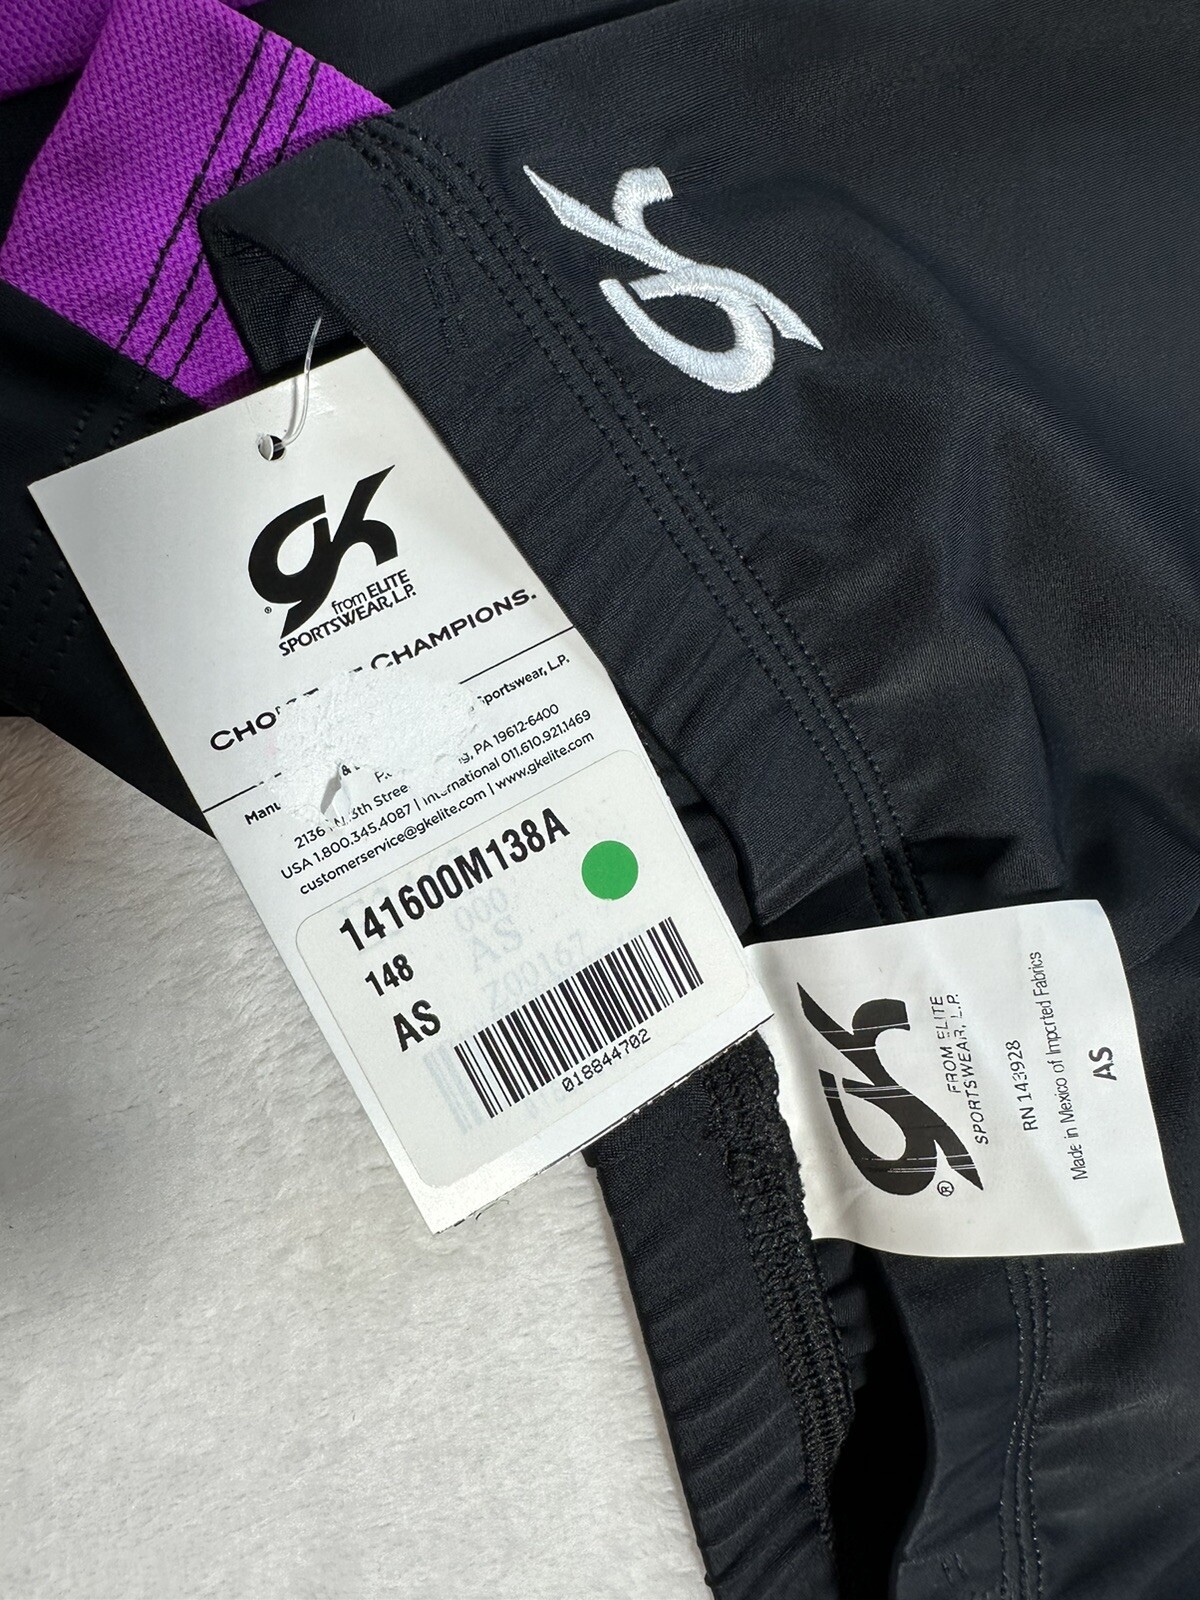 GK
GK
® from ELITE
SPORTSWEAR, L.P.
CHAMPIONS.
Sportswear, L.P.
PA 19612-6400
USA 1.800.345.4087 | International 011.610.921.1469
customerservice@gkelite.com | www.gkelite.com
141600M138A
148
AS
018844702
GK
®
FROM ELITE
SPORTSWEAR, L.P.
RN 143928
Made in Mexico of Imported Fabrics
AS